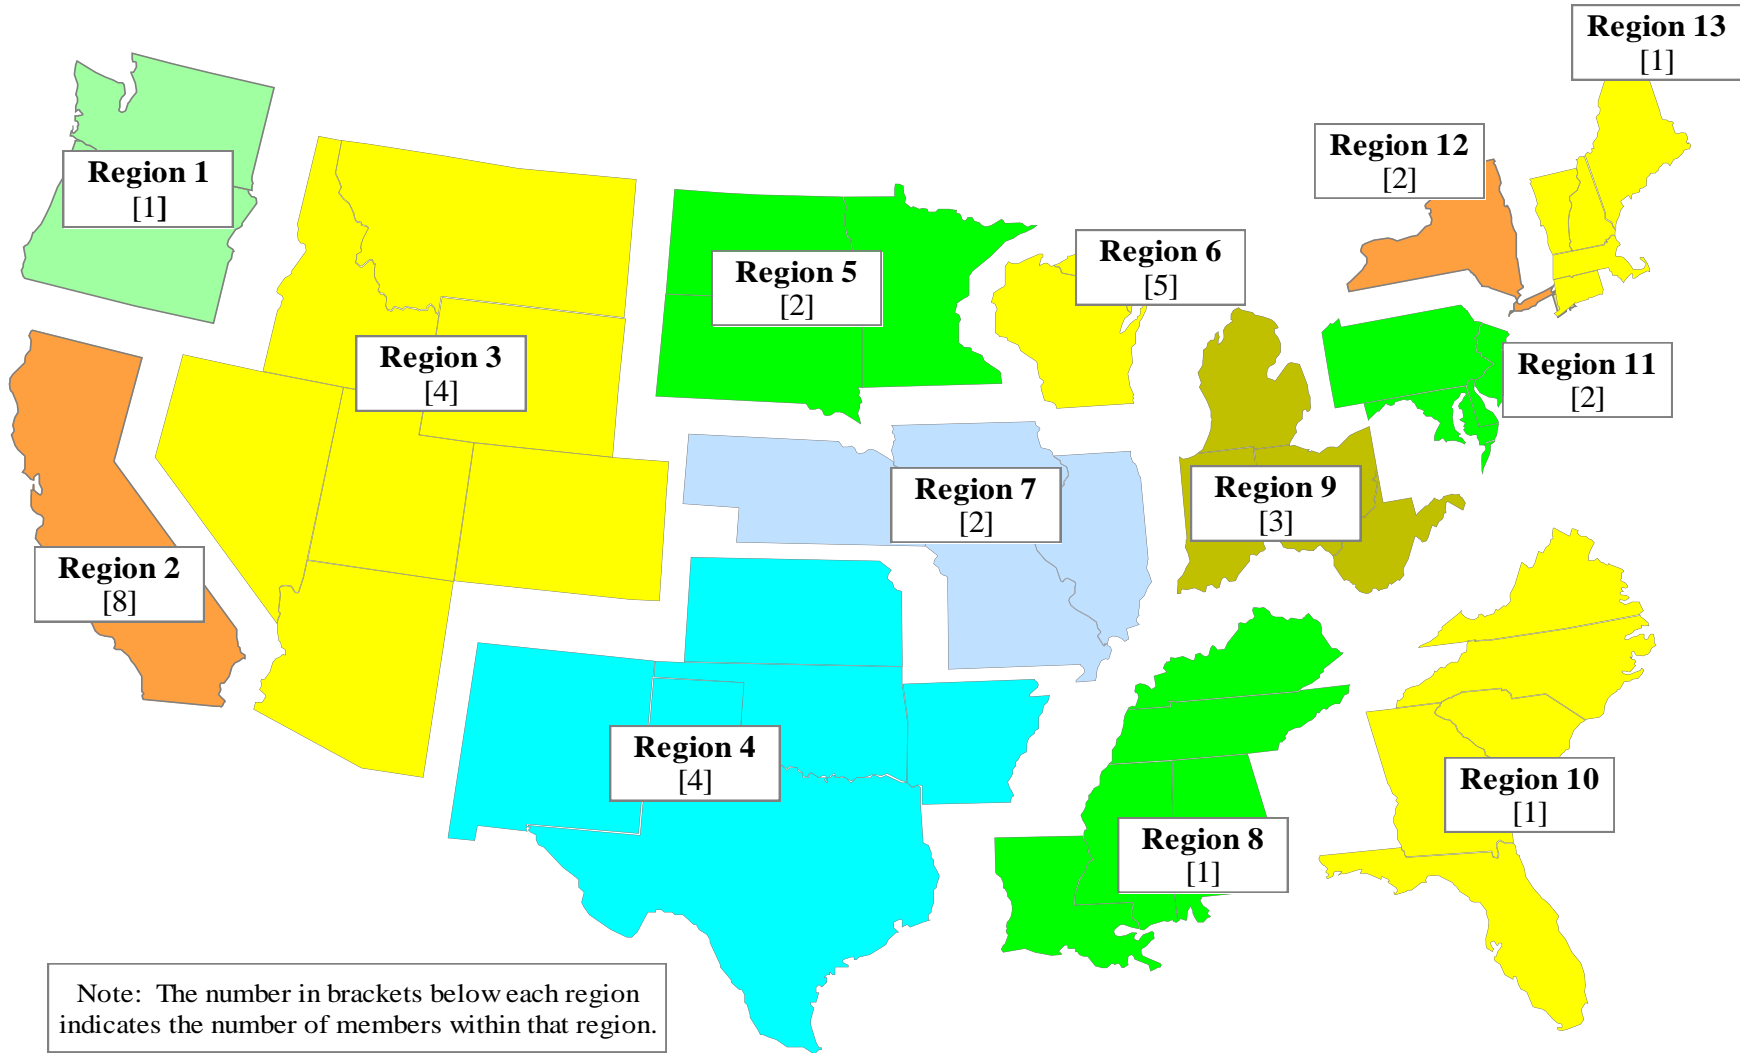 Region 13
[1]
Region 12
[2]
Region 1
[1]
Region 6
[5]
Region 5
[2]
Region 3
[4]
Region 11
[2]
Region 7
[2]
Region 9
[3]
Region 2
[8]
Region 4
[4]
Region 10
[1]
Region 8
[1]
Note: The number in brackets below each region
indicates the number of members within that region.